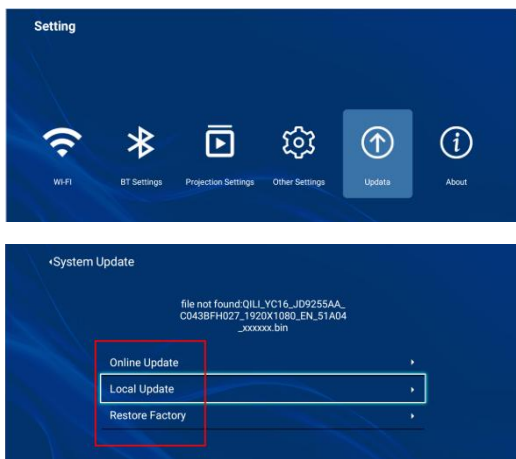 Setting
WI-FI
BT Settings
Projection Settings
Other Settings
Updata
About
System Update
file not found:QILI_YC16_JD9255AA_
C043BFH027_1920X1080_EN_51A04
_xxxxxx.bin
Online Update
Local Update
Restore Factory